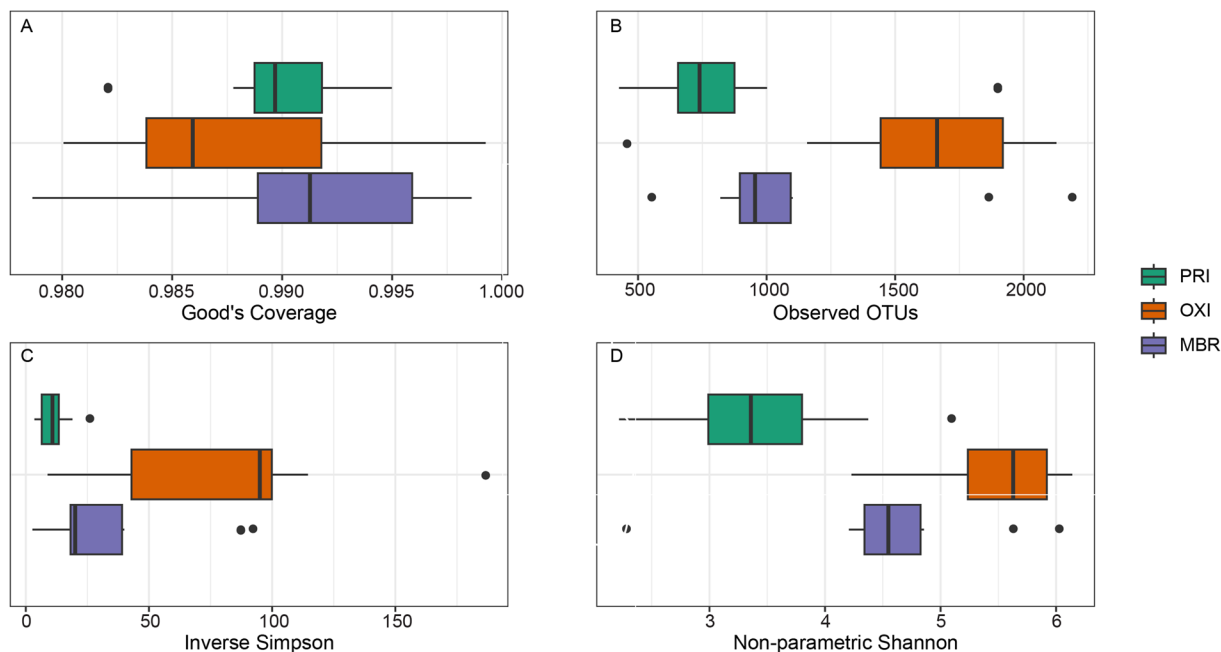 A
0.980 0.985 0.990 0.995 1.000
Good's Coverage
B
500 1000 1500 2000
Observed OTUs
PRI
OXI
MBR
C
0 50 100 150
Inverse Simpson
D
3 4 5 6
Non-parametric Shannon